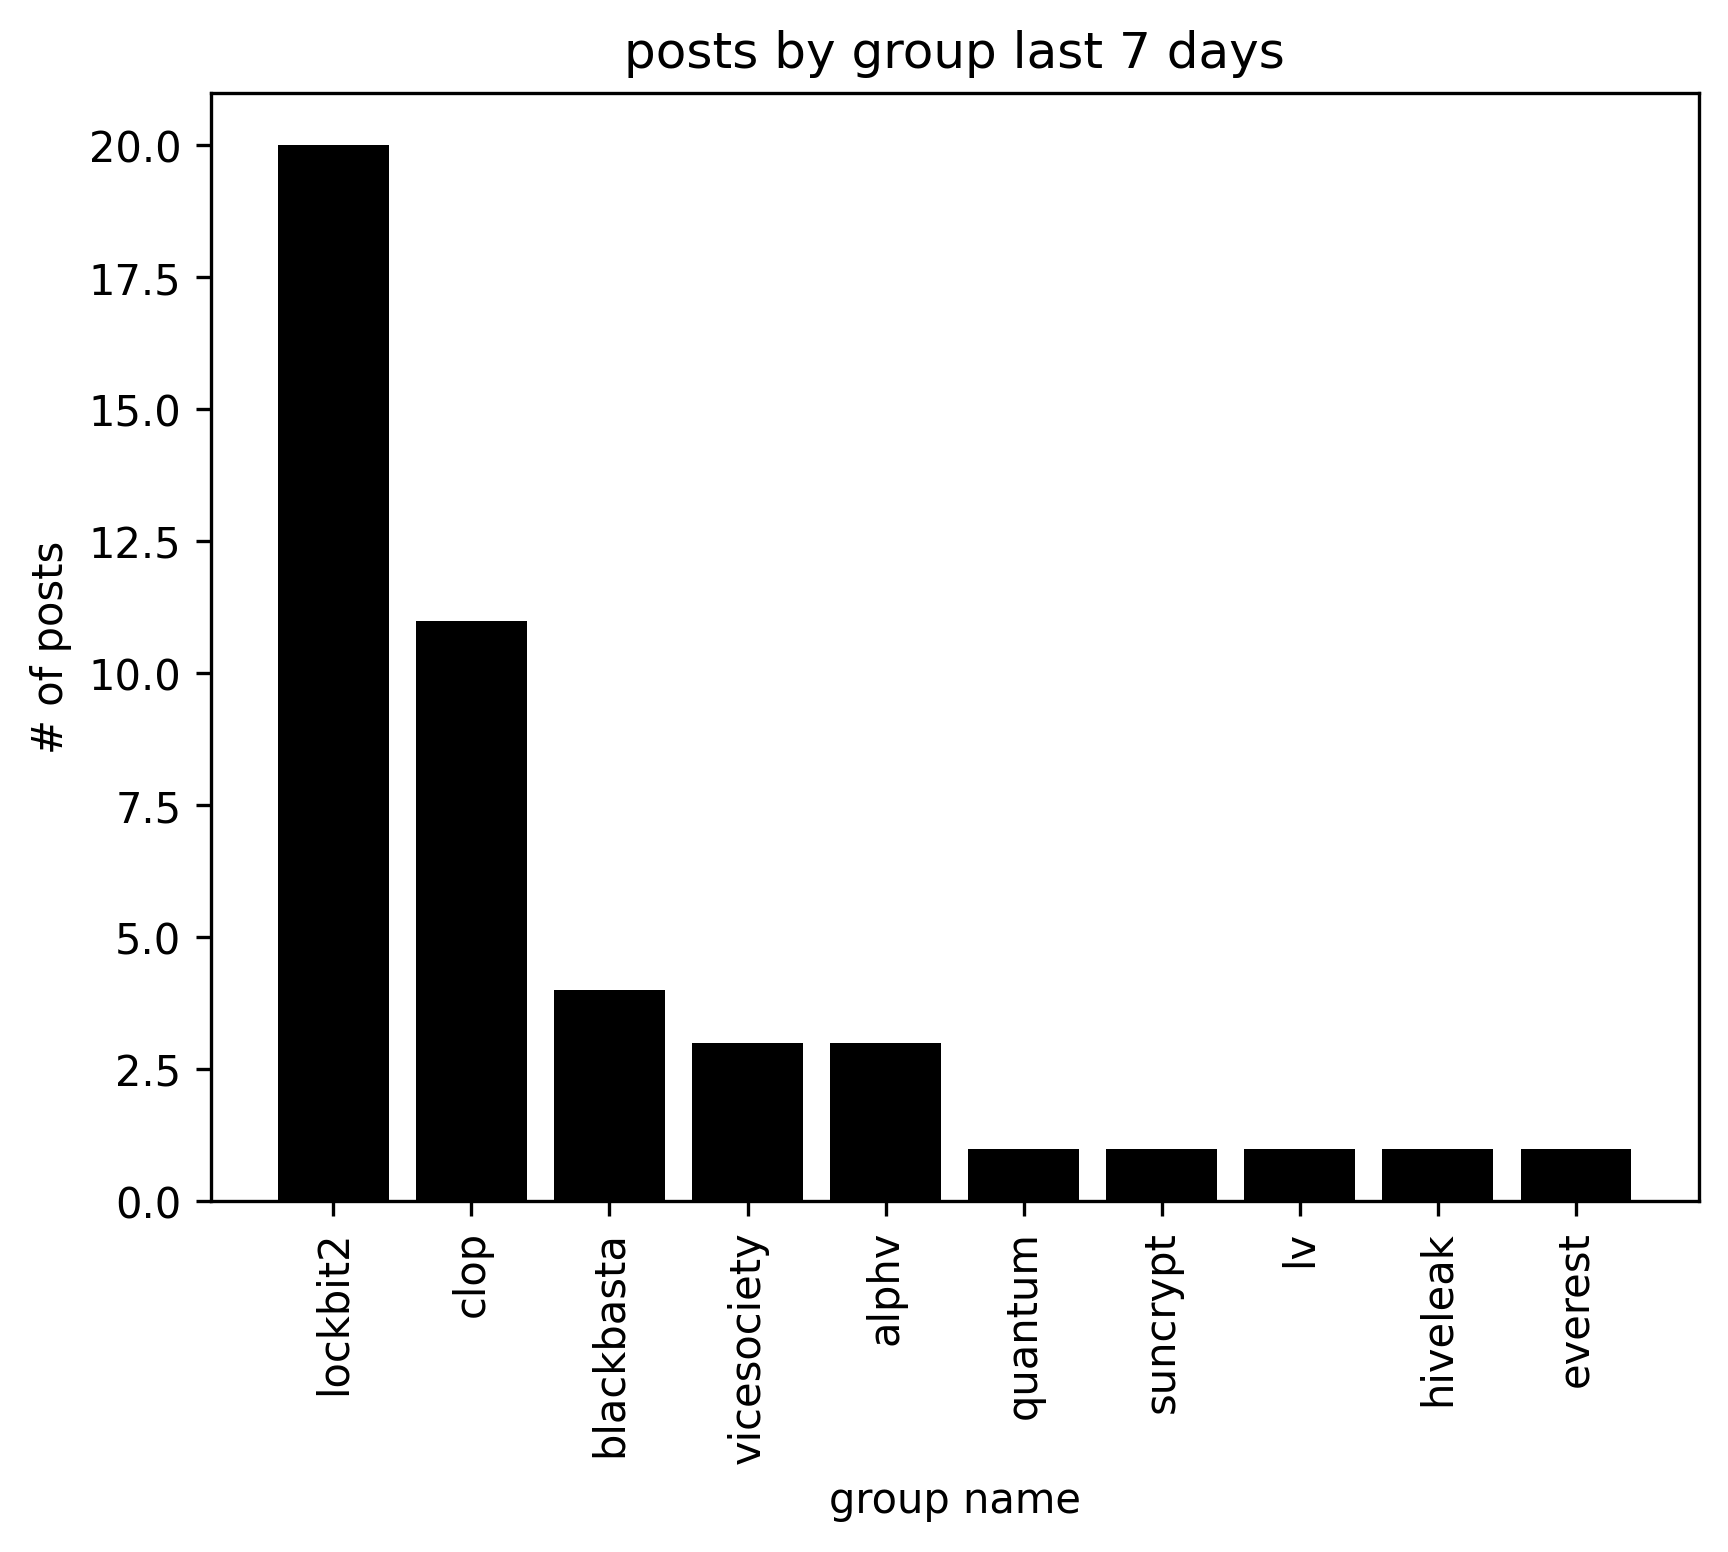 posts by group last 7 days
20.0
17.5
15.0
12.5
10.0
7.5
5.0
2.5
0.0
# of posts
lockbit2
clop
blackbasta
vicesociety
alphv
quantum
suncrypt
lv
hiveleak
everest
group name